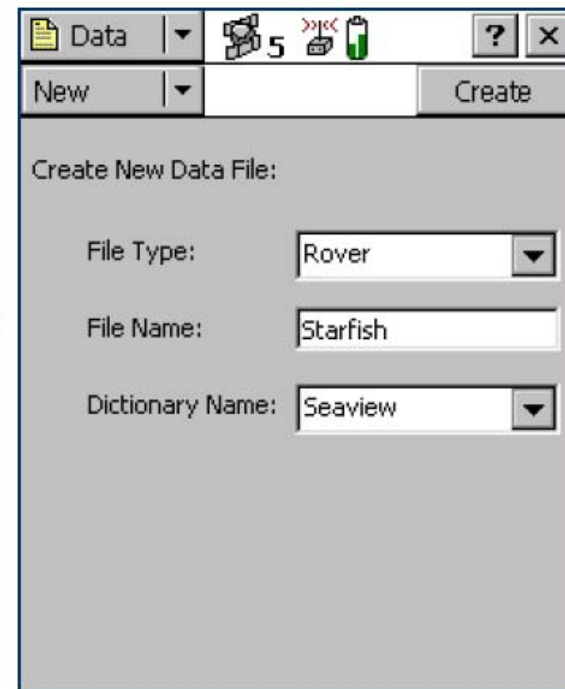 Data 5 ? ×
New Create
Create New Data File:
File Type: Rover
File Name: Starfish
Dictionary Name: Seaview